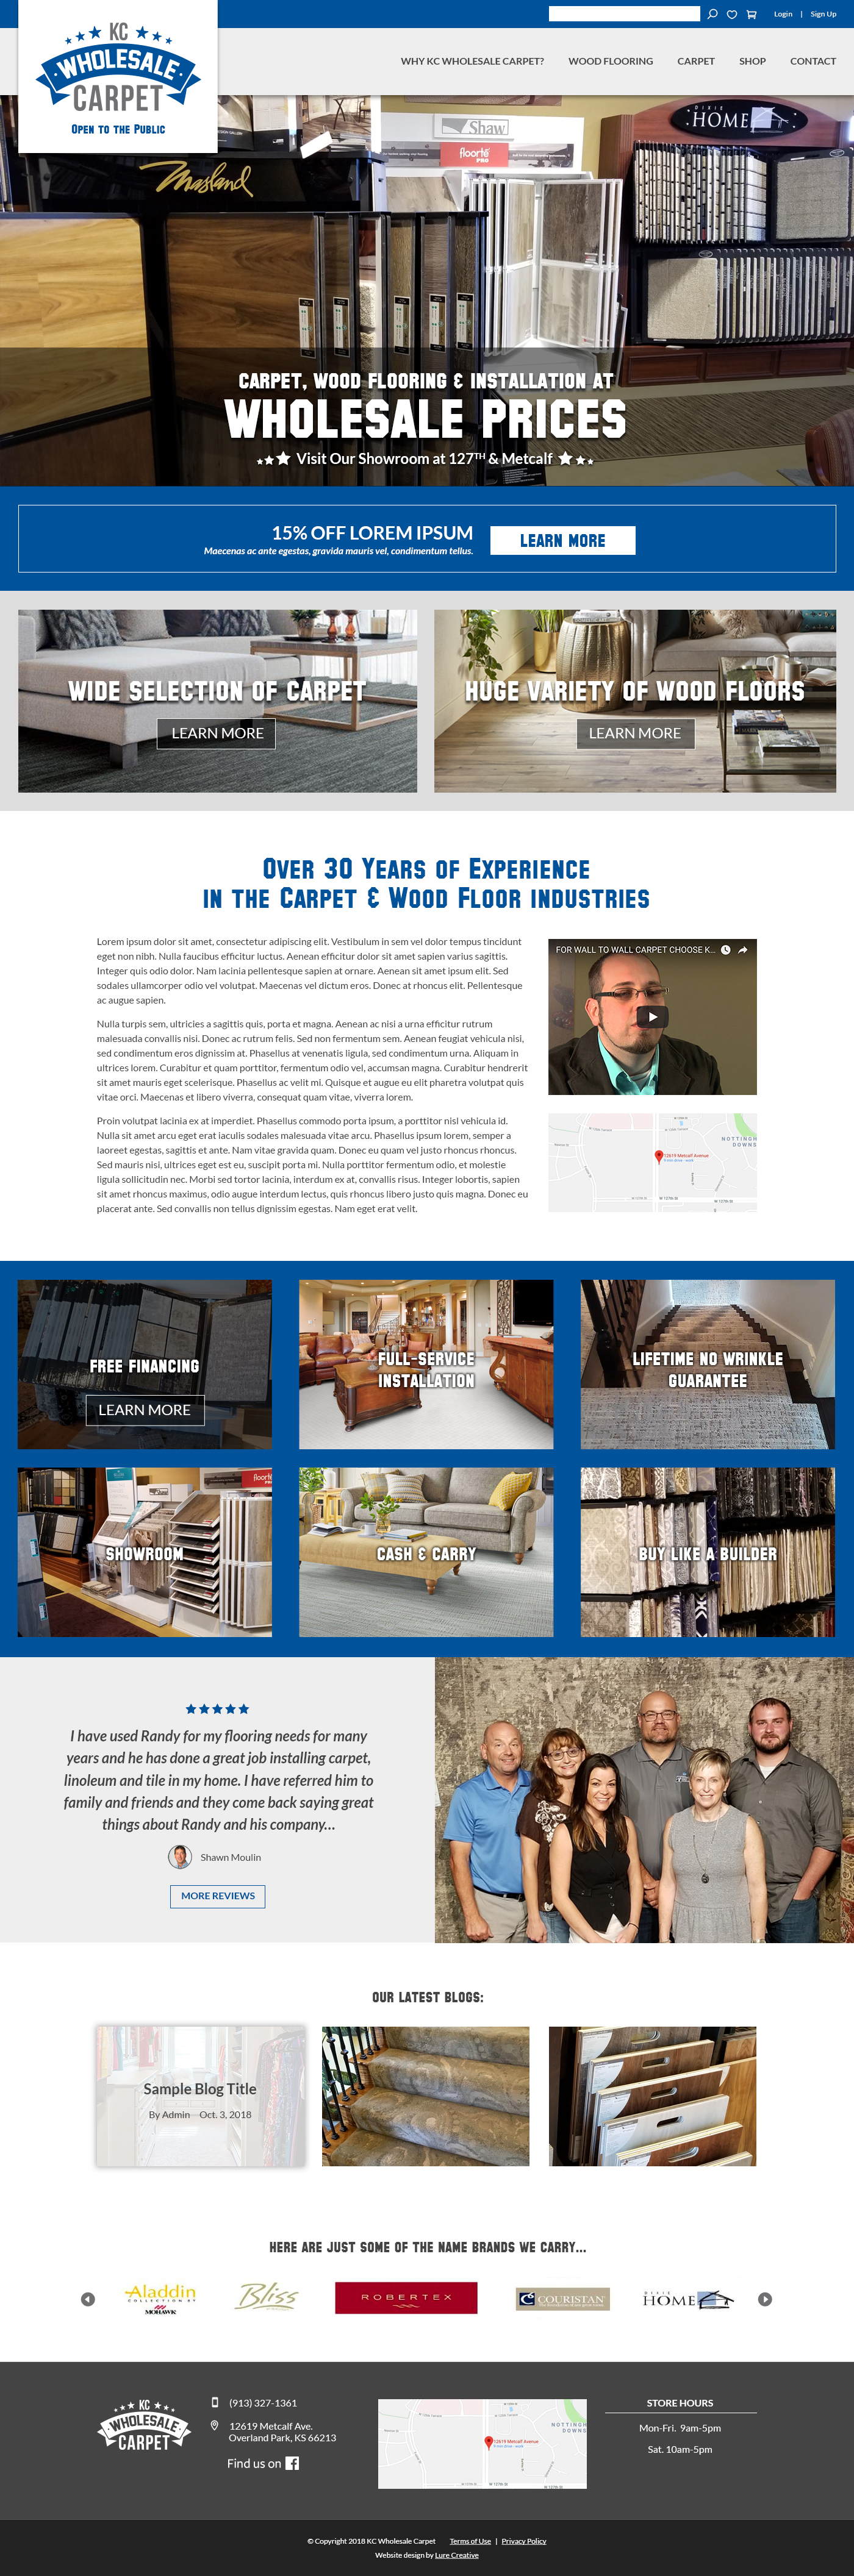 Login | Sign Up
KC
WHOLESALE
CARPET
Open to the Public
WHY KC WHOLESALE CARPET?
WOOD FLOORING
CARPET
SHOP
CONTACT
Masland
Shaw
floorté PRO
DIXIE
HOME
CARPET, WOOD FLOORING & INSTALLATION AT
WHOLESALE PRICES
Visit Our Showroom at 127TH & Metcalf
15% OFF LOREM IPSUM
Maecenas ac ante egestas, gravida mauris vel, condimentum tellus.
LEARN MORE
WIDE SELECTION OF CARPET
LEARN MORE
HUGE VARIETY OF WOOD FLOORS
LEARN MORE
Over 30 Years of Experience
in the Carpet & Wood Floor industries
Lorem ipsum dolor sit amet, consectetur adipiscing elit. Vestibulum in sem vel dolor tempus tincidunt
eget non nibh. Nulla faucibus efficitur luctus. Aenean efficitur dolor sit amet sapien varius sagittis.
Integer quis odio dolor. Nam lacinia pellentesque sapien at ornare. Aenean sit amet ipsum elit. Sed
sodales ullamcorper odio vel volutpat. Maecenas vel dictum eros. Donec at rhoncus elit. Pellentesque
ac augue sapien.
Nulla turpis sem, ultricies a sagittis quis, porta et magna. Aenean ac nisi a urna efficitur rutrum
malesuada convallis nisi. Donec ac rutrum felis. Sed non fermentum sem. Aenean feugiat vehicula nisi,
sed condimentum eros dignissim at. Phasellus at venenatis ligula, sed condimentum urna. Aliquam in
ultrices lorem. Curabitur et quam porttitor, fermentum odio vel, accumsan magna. Curabitur hendrerit
sit amet mauris eget scelerisque. Phasellus ac velit mi. Quisque et augue eu elit pharetra volutpat quis
vitae orci. Maecenas et libero viverra, consequat quam vitae, viverra lorem.
Proin volutpat lacinia ex at imperdiet. Phasellus commodo porta ipsum, a porttitor nisl vehicula id.
Nulla sit amet arcu eget erat iaculis sodales malesuada vitae arcu. Phasellus ipsum lorem, semper a
laoreet egestas, sagittis et ante. Nam vitae gravida quam. Donec eu quam vel justo rhoncus rhoncus.
Sed mauris nisi, ultrices eget ex eu, suscipit porta mi. Nulla porttitor fermentum odio, et molestie
ligula sollicitudin nec. Morbi sed tortor lacinia, interdum ex at, convallis risus. Integer lobortis, sapien
sit amet rhoncus maximus, odio augue interdum lectus, quis rhoncus libero justo quis magna. Donec eu
placerat ante. Sed convallis non tellus dignissim egestas. Nam eget erat velit.
FOR WALL TO WALL CARPET CHOOSE K...
NOTTINGH
DOWNS
12619 Metcalf Avenue
W 127th St
FREE FINANCING
LEARN MORE
FULL-SERVICE
INSTALLATION
LIFETIME NO WRINKLE
GUARANTEE
SHOWROOM
CASH & CARRY
BUY LIKE A BUILDER
I have used Randy for my flooring needs for many
years and he has done a great job installing carpet,
linoleum and tile in my home. I have referred him to
family and friends and they come back saying great
things about Randy and his company...
Shawn Moulin
MORE REVIEWS
OUR LATEST BLOGS:
Sample Blog Title
By Admin Oct. 3, 2018
HERE ARE JUST SOME OF THE NAME BRANDS WE CARRY...
Aladdin
COLLECTION BY
MOHAWK
Bliss
ROBERTEX
COURISTAN
DIXIE
HOME
KC
WHOLESALE
CARPET
(913) 327-1361
12619 Metcalf Ave.
Overland Park, KS 66213
Find us on
NOTTINGH
DOWNS
12619 Metcalf Avenue
W 127th St
STORE HOURS
Mon-Fri. 9am-5pm
Sat. 10am-5pm
© Copyright 2018 KC Wholesale Carpet Terms of Use | Privacy Policy
Website design by Lure Creative